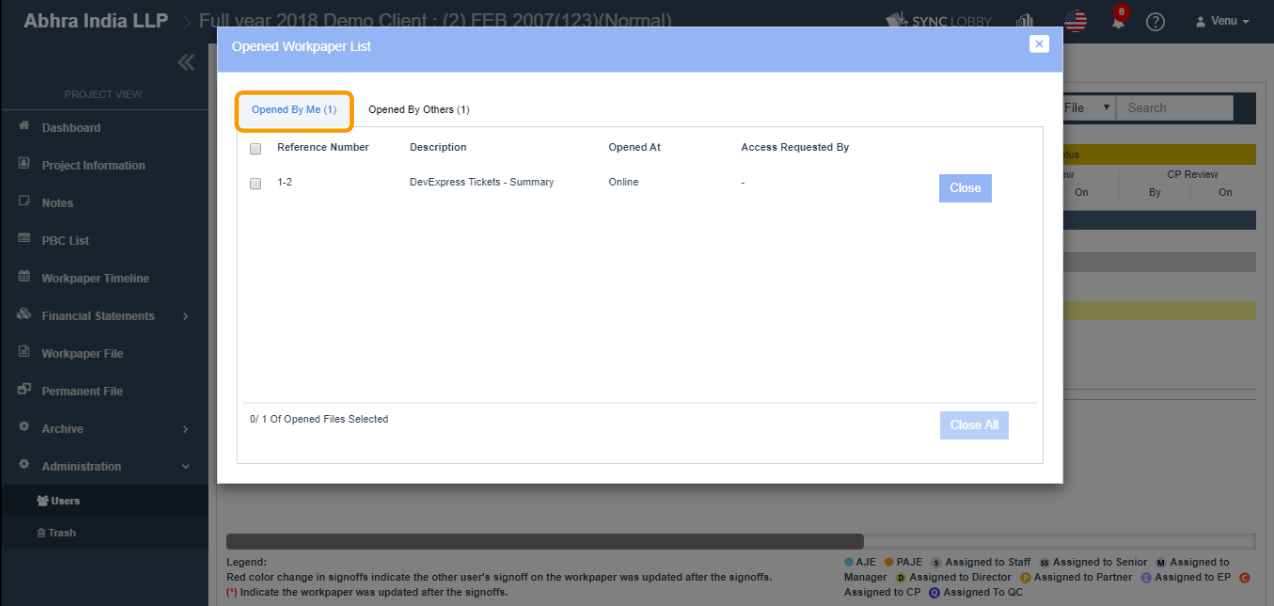 Abhra India LLP > Full year 2018 Demo Client : (2) FEB 2007(123)(Normal)
SYNC LOBBY
0
?
Venu
Opened Workpaper List
×
PROJECT VIEW
Dashboard
Project Information
Notes
PBC List
Workpaper Timeline
Financial Statements
Workpaper File
Permanent File
Archive
Administration
Users
Trash
Opened By Me (1) Opened By Others (1)
Reference Number Description Opened At Access Requested By
1-2 DevExpress Tickets - Summary Online - Close
0/ 1 Of Opened Files Selected
Close All
File Search
CP Review
On By On
Legend:
Red color change in signoffs indicate the other user's signoff on the workpaper was updated after the signoffs.
(*) Indicate the workpaper was updated after the signoffs.
AJE PAJE S Assigned to Staff SS Assigned to Senior M Assigned to
Manager D Assigned to Director P Assigned to Partner E Assigned to EP C
Assigned to CP Q Assigned To QC